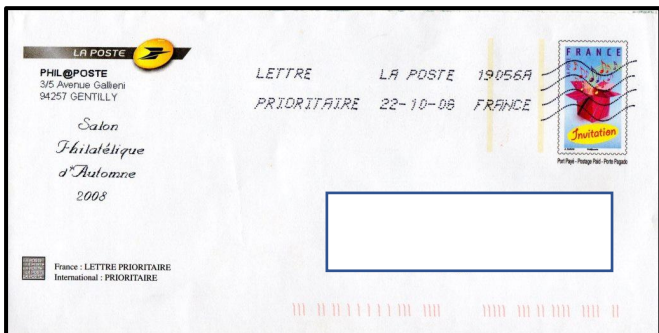 LA POSTE
PHIL@POSTE
3/5 Avenue Gallieni
94257 GENTILLY
Salon
Philatélique
d'Automne
2008
LETTRE LA POSTE 19056A
PRIORITAIRE 22-10-08 FRANCE
FRANCE
Invitation
Port Payé - Postage Paid - Porte Pagado
France : LETTRE PRIORITAIRE
International : PRIORITAIRE